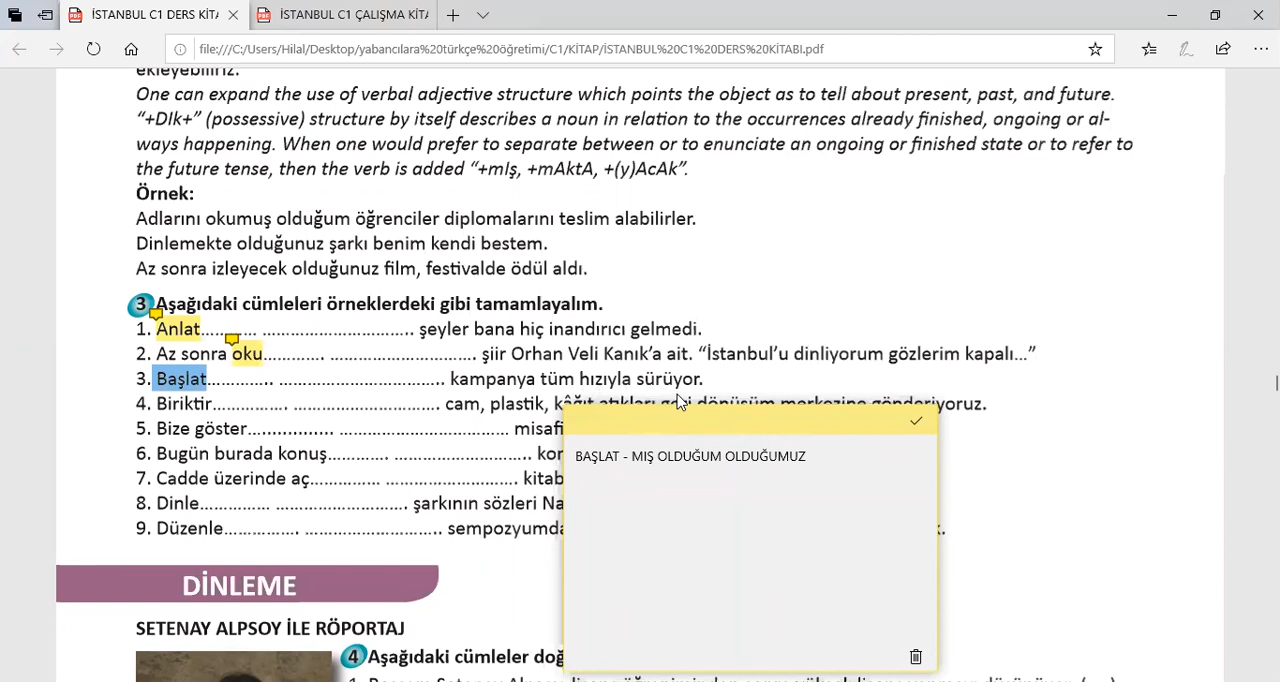 İSTANBUL C1 DERS KİTA
İSTANBUL C1 ÇALIŞMA KİTA
file:///C:/Users/Hilal/Desktop/yabancılara%20türkçe%20öğretimi/C1/KİTAP/İSTANBUL%20C1%20DERS%20KİTABI.pdf
ekleyebiliriz.
One can expand the use of verbal adjective structure which points the object as to tell about present, past, and future.
“+DIk+” (possessive) structure by itself describes a noun in relation to the occurrences already finished, ongoing or al-
ways happening. When one would prefer to separate between or to enunciate an ongoing or finished state or to refer to
the future tense, then the verb is added “+mIş, +mAktA, +(y)AcAk”.
Örnek:
Adlarını okumuş olduğum öğrenciler diplomalarını teslim alabilirler.
Dinlemekte olduğunuz şarkı benim kendi bestem.
Az sonra izleyecek olduğunuz film, festivalde ödül aldı.
3 Aşağıdaki cümleleri örneklerdeki gibi tamamlayalım.
1. Anlat............ ................................ şeyler bana hiç inandırıcı gelmedi.
2. Az sonra oku............. ............................... şiir Orhan Veli Kanık’a ait. “İstanbul’u dinliyorum gözlerim kapalı...”
3. Başlat.............. ................................... kampanya tüm hızıyla sürüyor.
4. Biriktir............... ............................... cam, plastik, kâğıt atıkları geri dönüşüm merkezine gönderiyoruz.
5. Bize göster................ ................................... misafi
6. Bugün burada konuş............. ............................ kon
7. Cadde üzerinde aç............... ............................ kitab
8. Dinle............... ............................... şarkının sözleri Na
9. Düzenle................ ............................. sempozyumda
k.
BAŞLAT - MIŞ OLDUĞUM OLDUĞUMUZ
DİNLEME
SETENAY ALPSOY İLE RÖPORTAJ
4 Aşağıdaki cümleler doğ